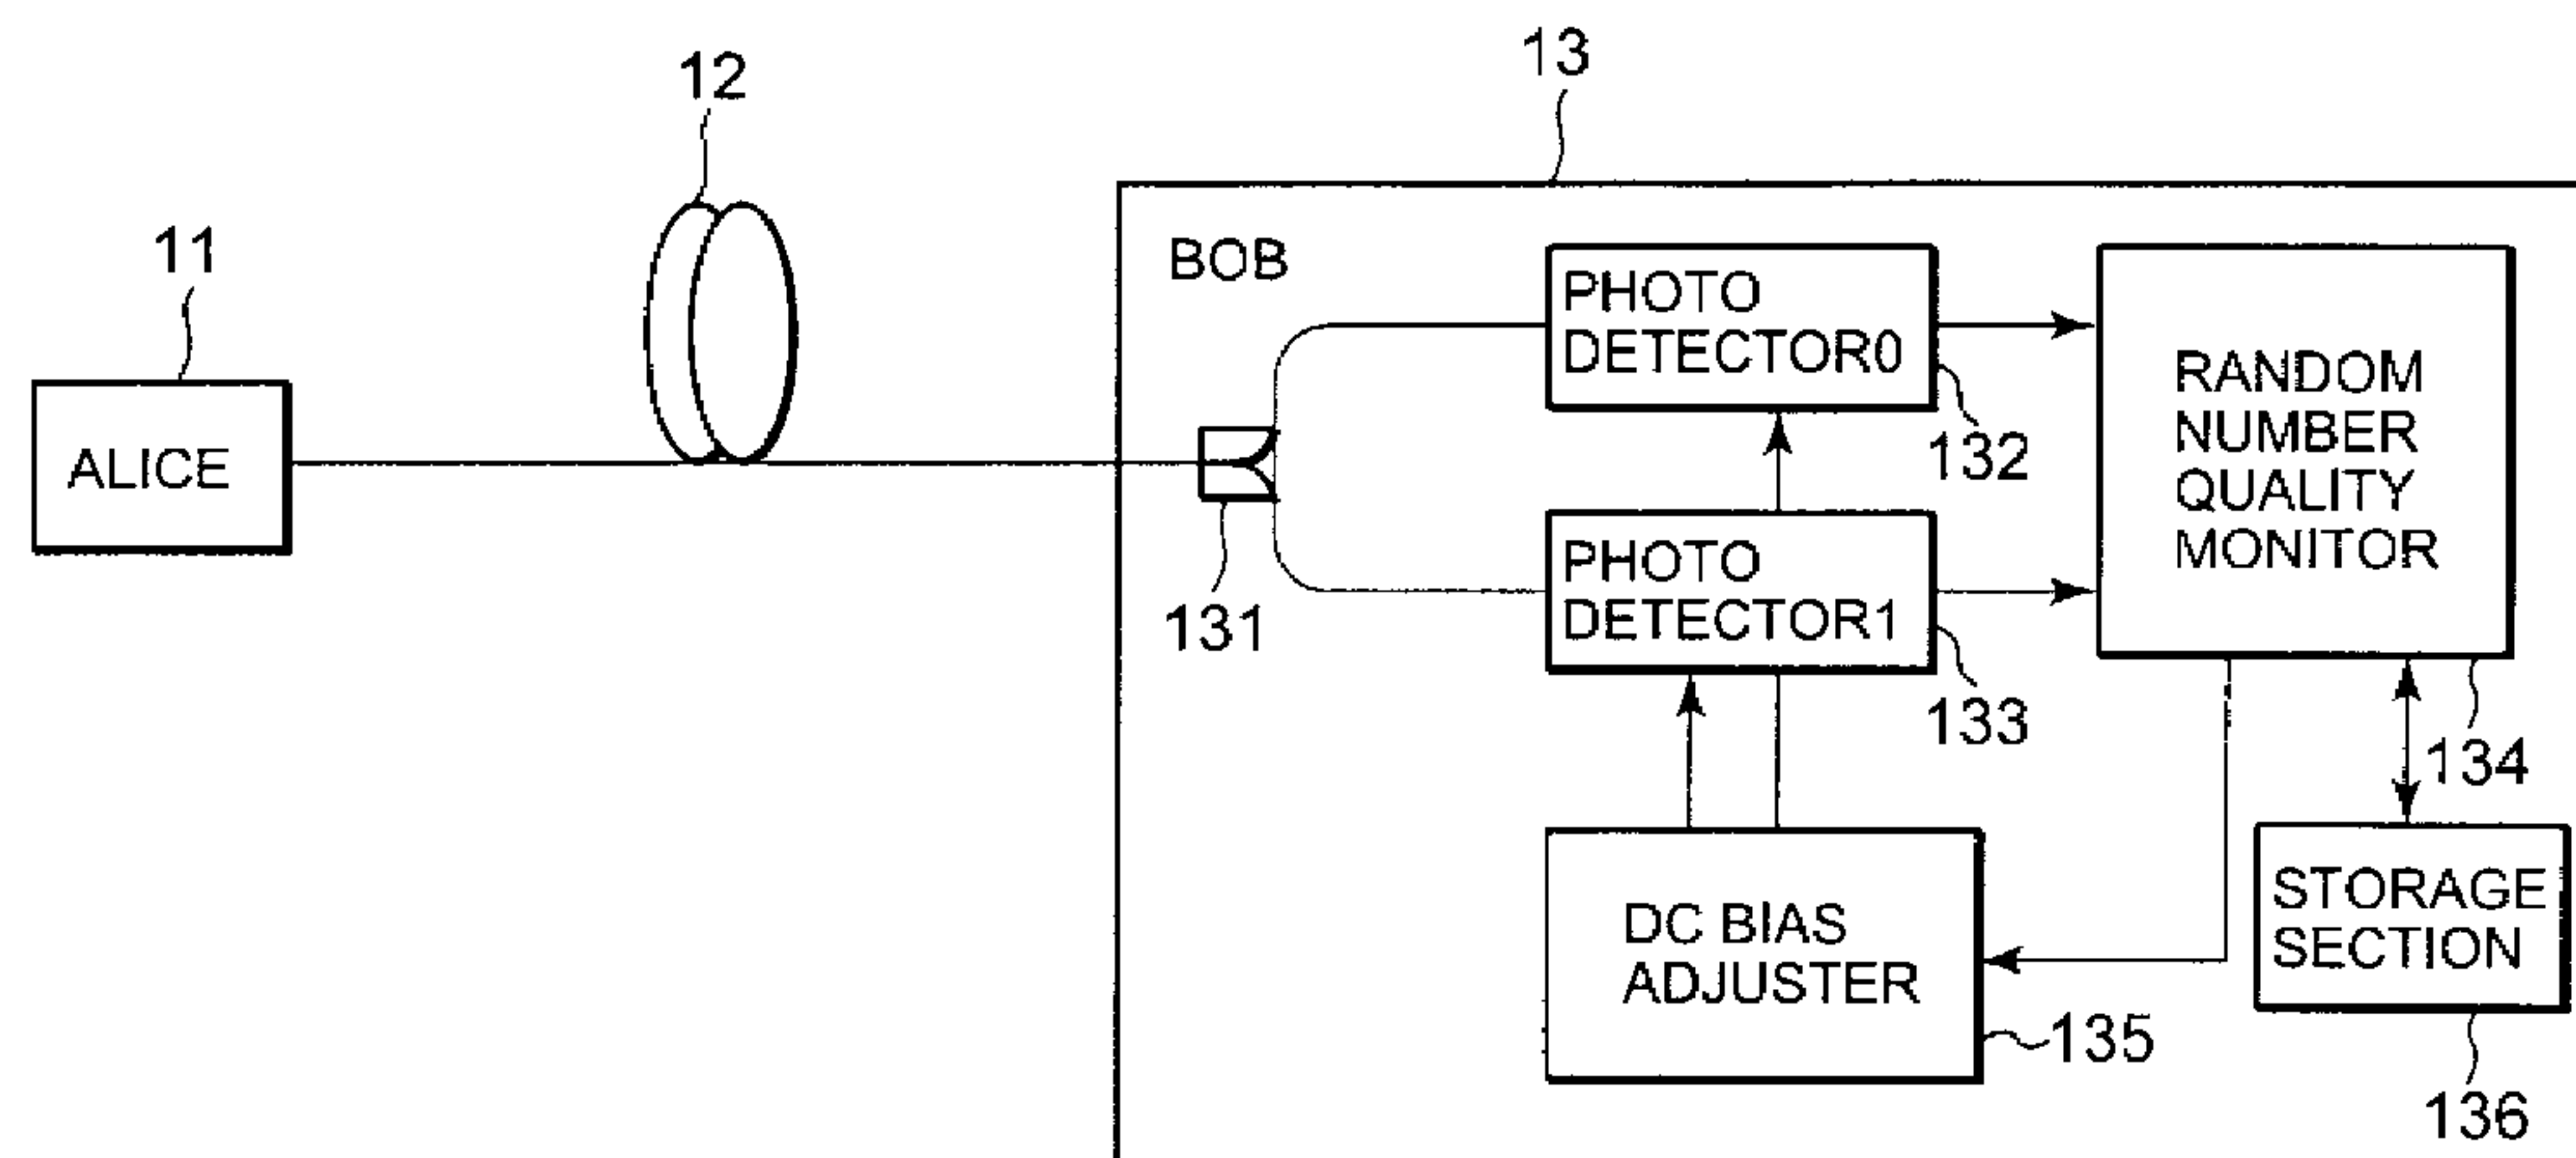 13
12
11
BOB
PHOTO
DETECTOR0
RANDOM
NUMBER
QUALITY
MONITOR
132
ALICE
131
PHOTO
DETECTOR1
133
134
DC BIAS
ADJUSTER
STORAGE
SECTION
135
136